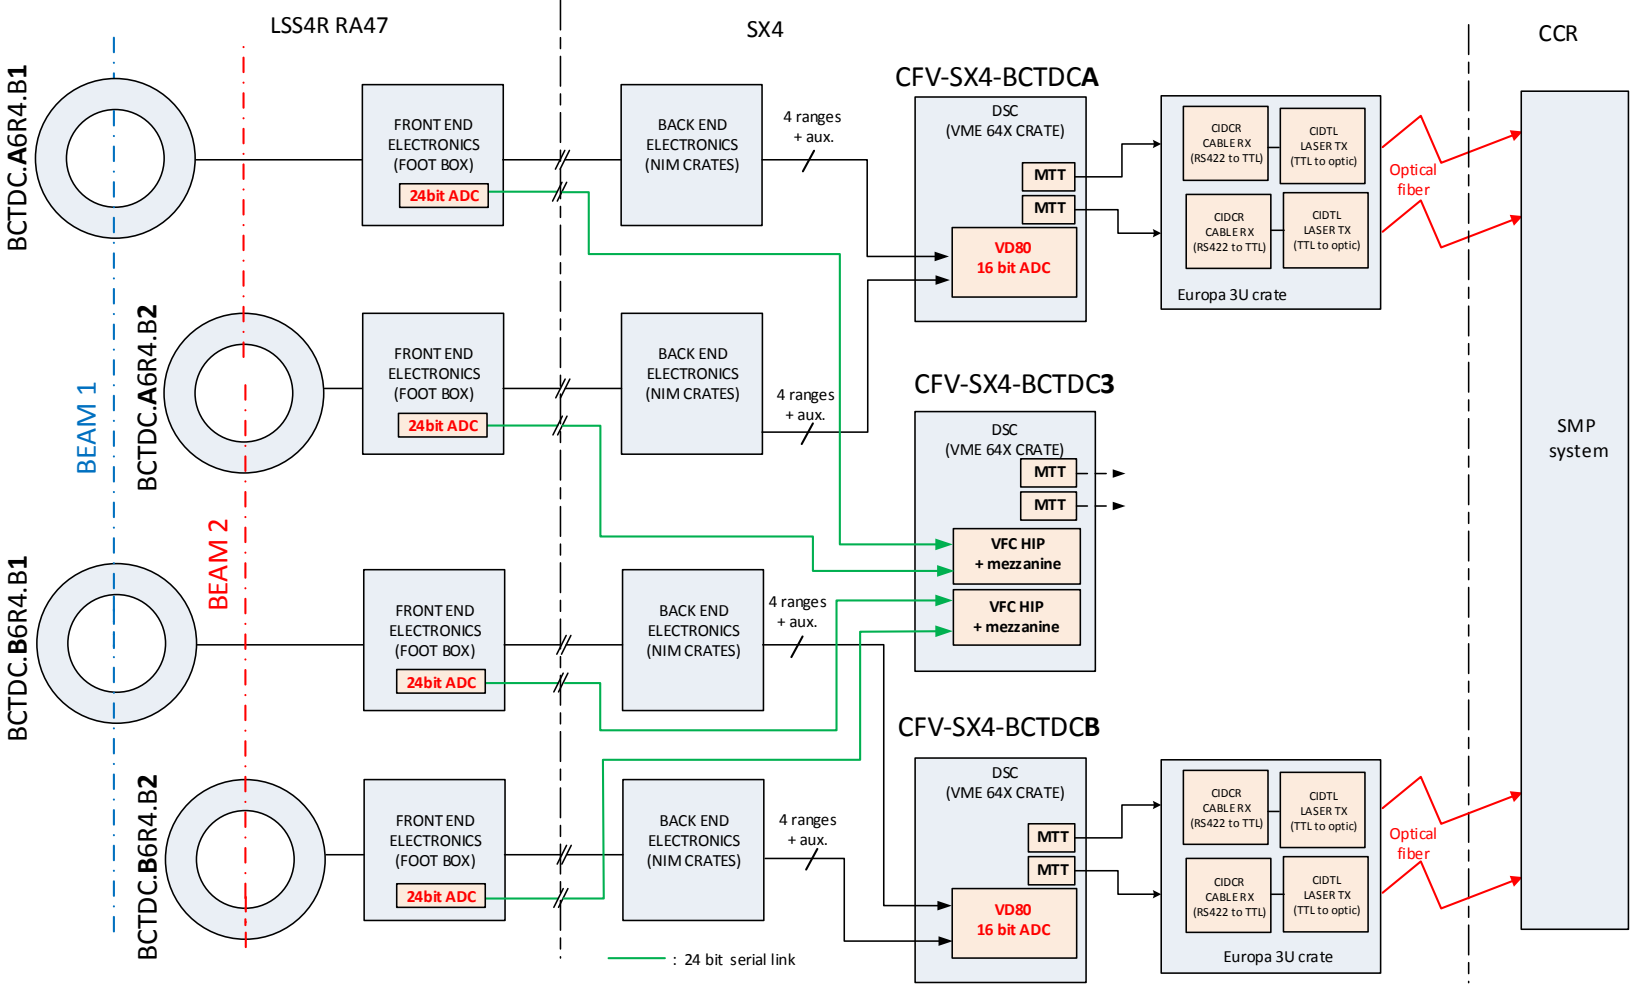 LSS4R RA47
SX4
CCR
BCTDC.A6R4.B1
BCTDC.A6R4.B2
BCTDC.B6R4.B1
BCTDC.B6R4.B2
BEAM 1
BEAM 2
FRONT END
ELECTRONICS
(FOOT BOX)
24bit ADC
BACK END
ELECTRONICS
(NIM CRATES)
4 ranges
+ aux.
FRONT END
ELECTRONICS
(FOOT BOX)
24bit ADC
BACK END
ELECTRONICS
(NIM CRATES)
4 ranges
+ aux.
FRONT END
ELECTRONICS
(FOOT BOX)
24bit ADC
BACK END
ELECTRONICS
(NIM CRATES)
4 ranges
+ aux.
FRONT END
ELECTRONICS
(FOOT BOX)
24bit ADC
BACK END
ELECTRONICS
(NIM CRATES)
4 ranges
+ aux.
: 24 bit serial link
CFV-SX4-BCTDCA
DSC
(VME 64X CRATE)
MTT
MTT
VD80
16 bit ADC
CIDCR
CABLE RX
(RS422 to TTL)
CIDTL
LASER TX
(TTL to optic)
CIDCR
CABLE RX
(RS422 to TTL)
CIDTL
LASER TX
(TTL to optic)
Europa 3U crate
Optical
fiber
CFV-SX4-BCTDC3
DSC
(VME 64X CRATE)
MTT
MTT
VFC HIP
+ mezzanine
VFC HIP
+ mezzanine
CFV-SX4-BCTDCB
DSC
(VME 64X CRATE)
MTT
MTT
VD80
16 bit ADC
CIDCR
CABLE RX
(RS422 to TTL)
CIDTL
LASER TX
(TTL to optic)
CIDCR
CABLE RX
(RS422 to TTL)
CIDTL
LASER TX
(TTL to optic)
Europa 3U crate
Optical
fiber
SMP
system